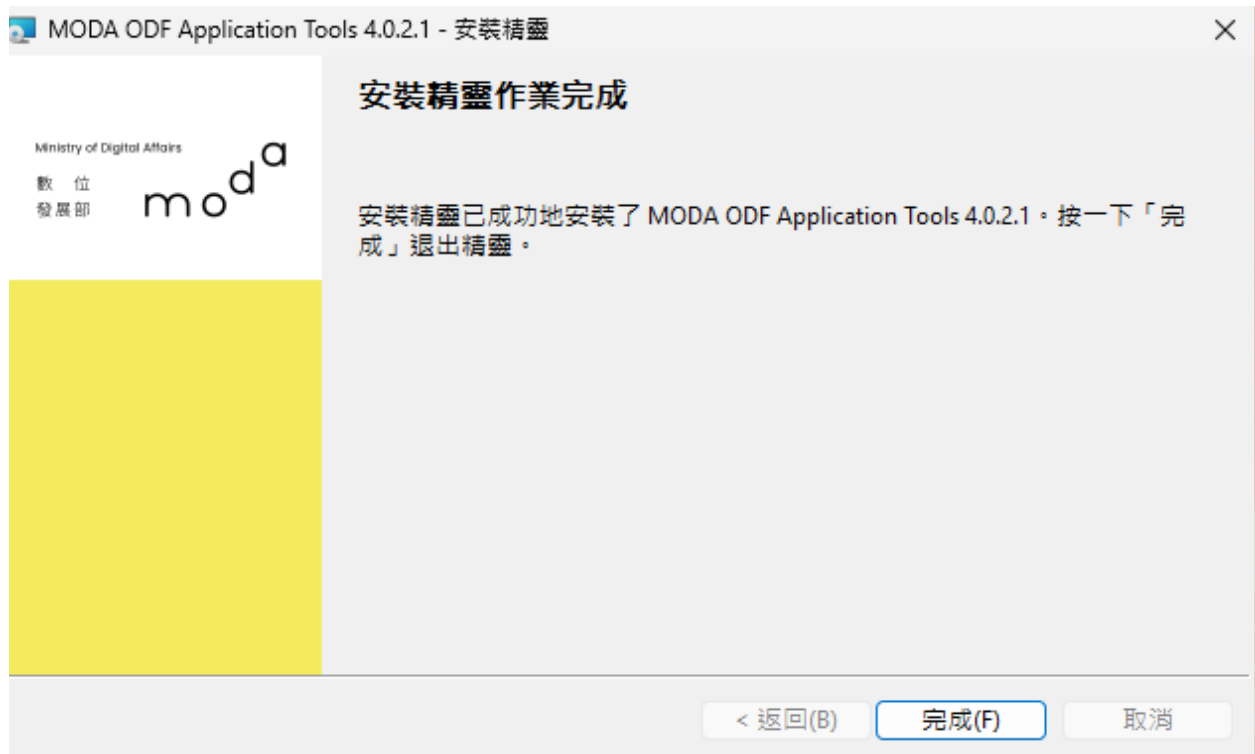 MODA ODF Application Tools 4.0.2.1 - 安裝精靈
安裝精靈作業完成
Ministry of Digital Affairs
數 位
發展部
moda
安裝精靈已成功地安裝了 MODA ODF Application Tools 4.0.2.1。按一下「完
成」退出精靈。
< 返回(B)
完成(F)
取消